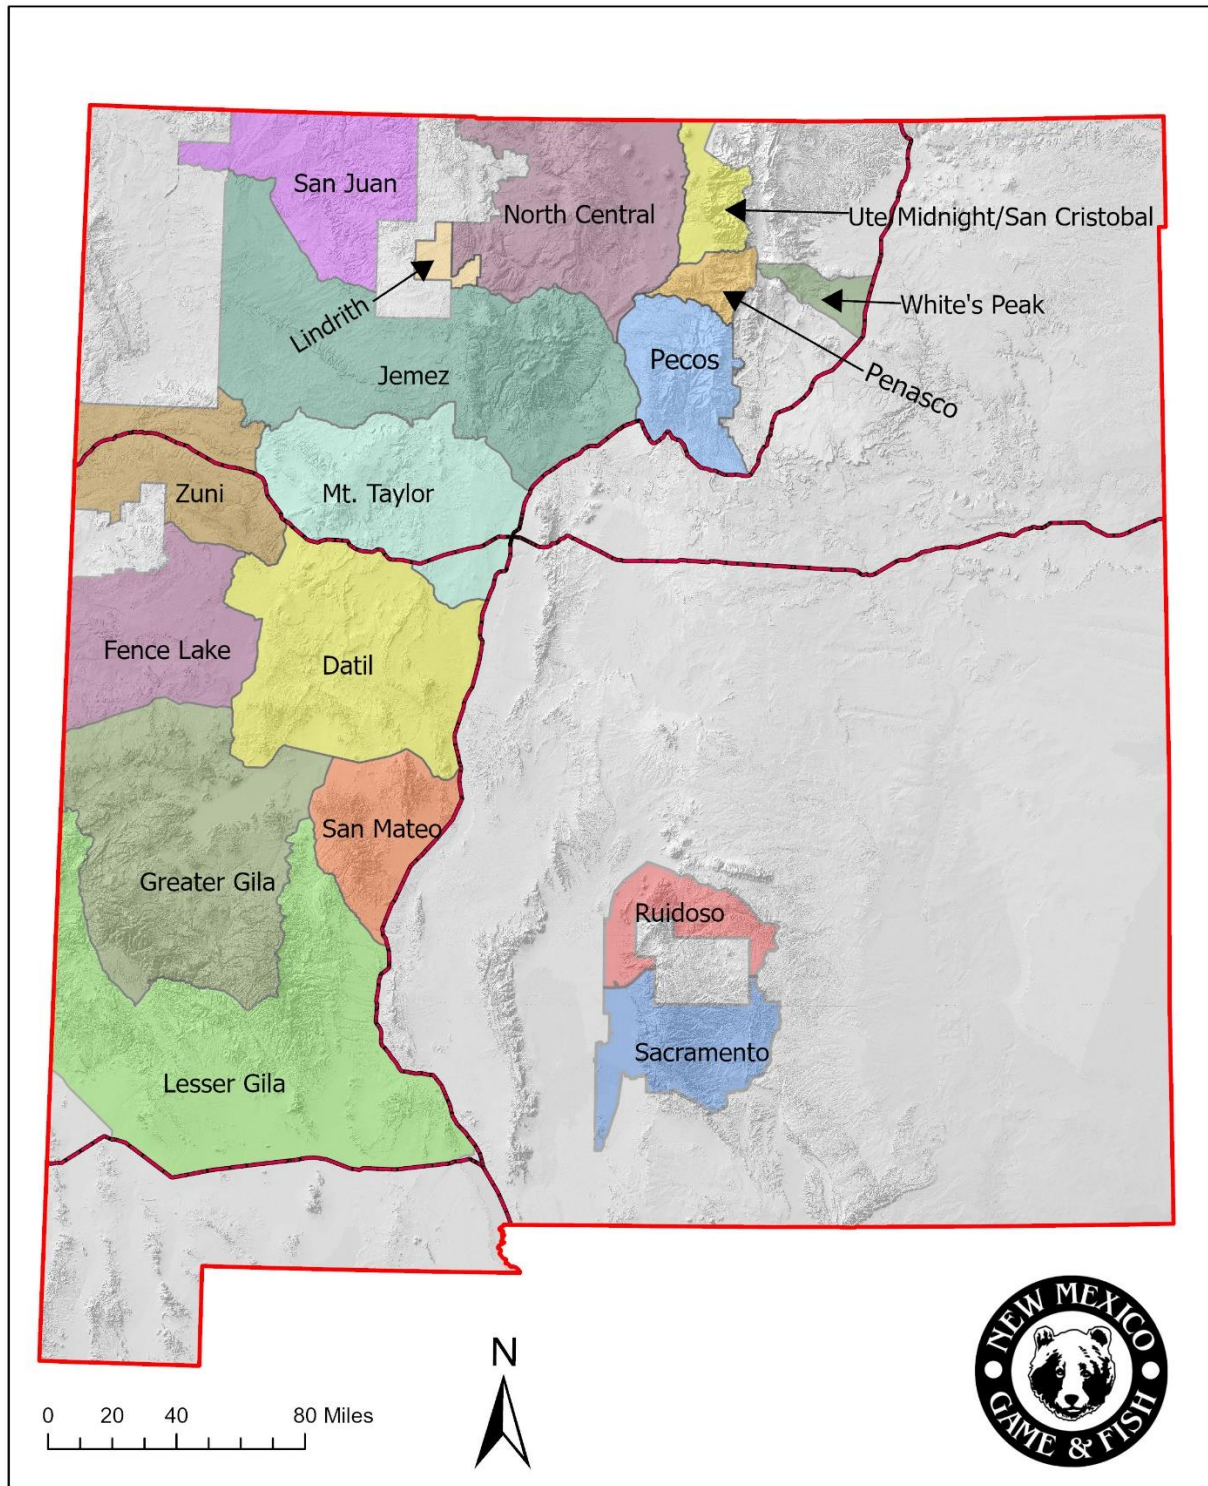 San Juan
North Central
Ute/Midnight/San Cristobal
Lindrith
White's Peak
Jemez
Pecos
Penasco
Zuni
Mt. Taylor
Fence Lake
Datil
San Mateo
Greater Gila
Ruidoso
Sacramento
Lesser Gila
NEW MEXICO
GAME & FISH
N
0 20 40 80 Miles